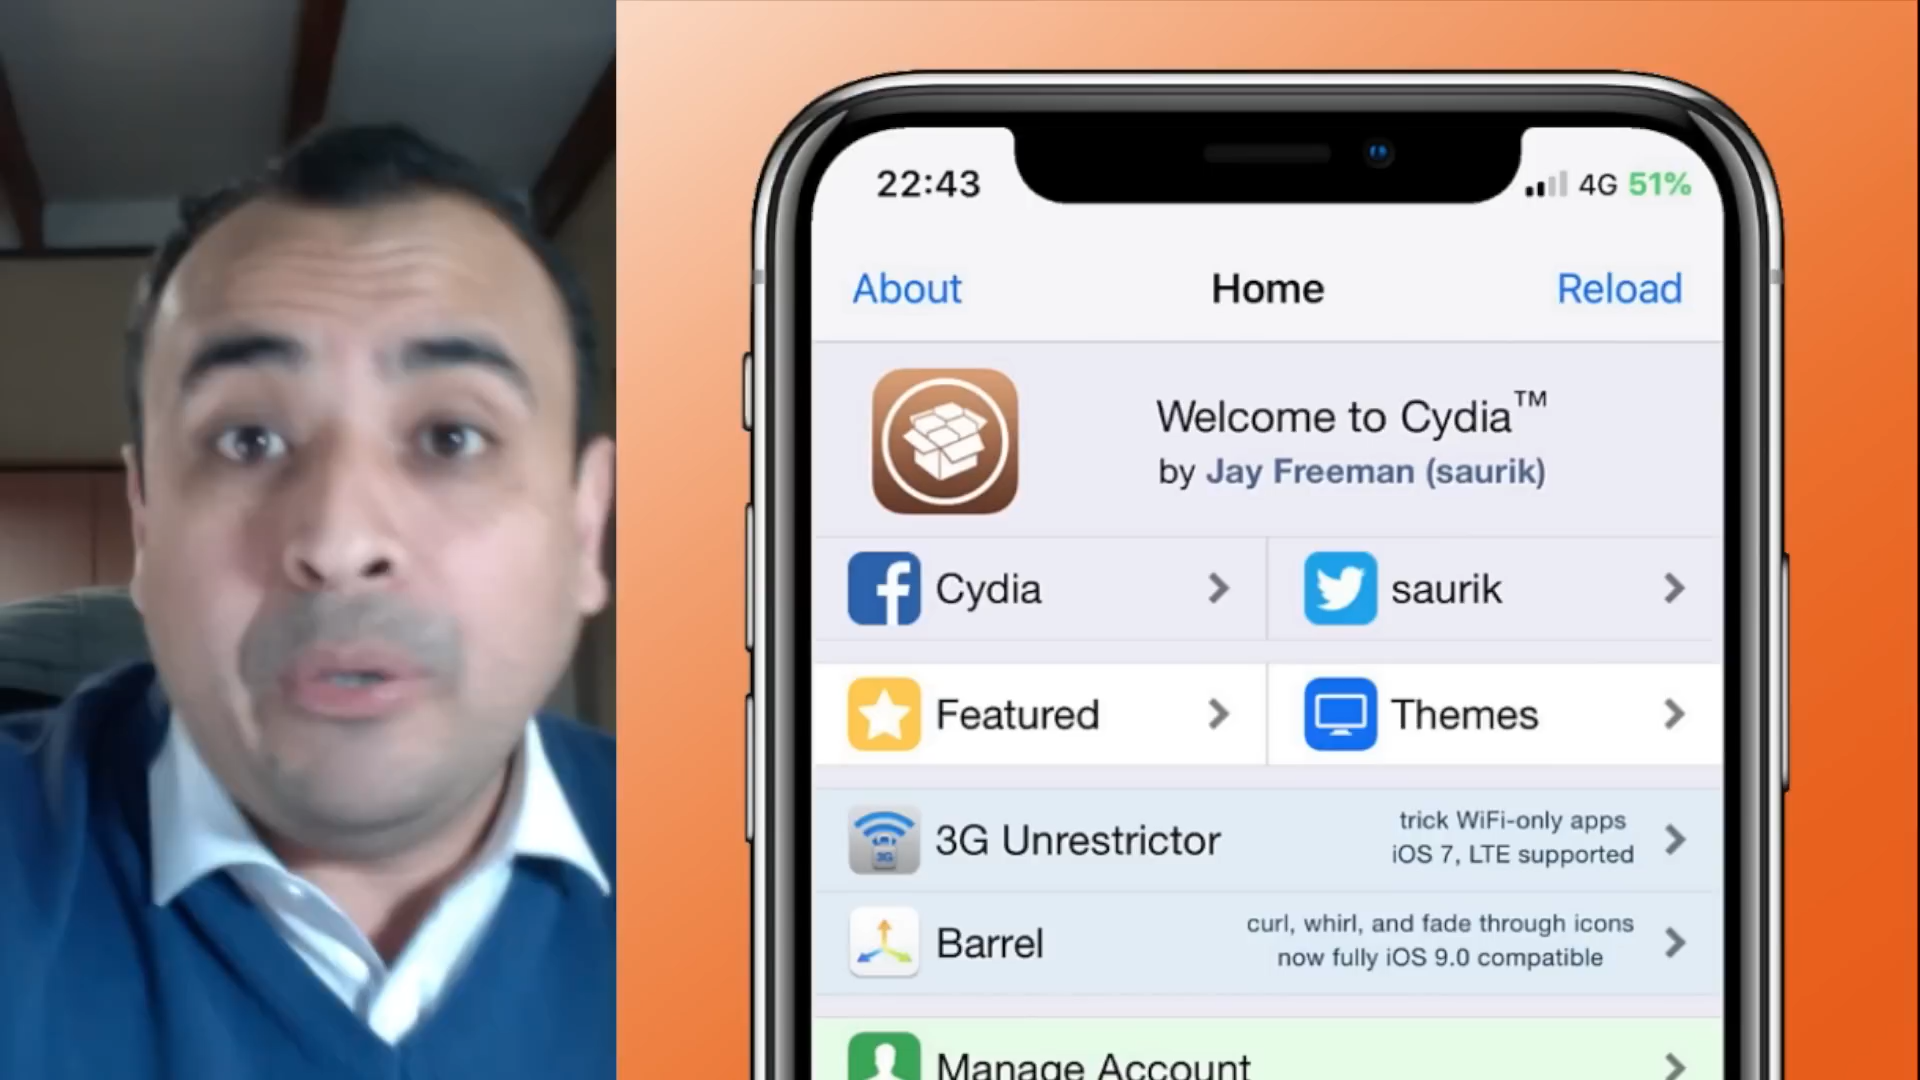 22:43
4G 51%
About
Home
Reload
Welcome to Cydia™
by Jay Freeman (saurik)
Cydia
saurik
Featured
Themes
3G Unrestrictor
trick WiFi-only apps
iOS 7, LTE supported
Barrel
curl, whirl, and fade through icons
now fully iOS 9.0 compatible
Manage Account